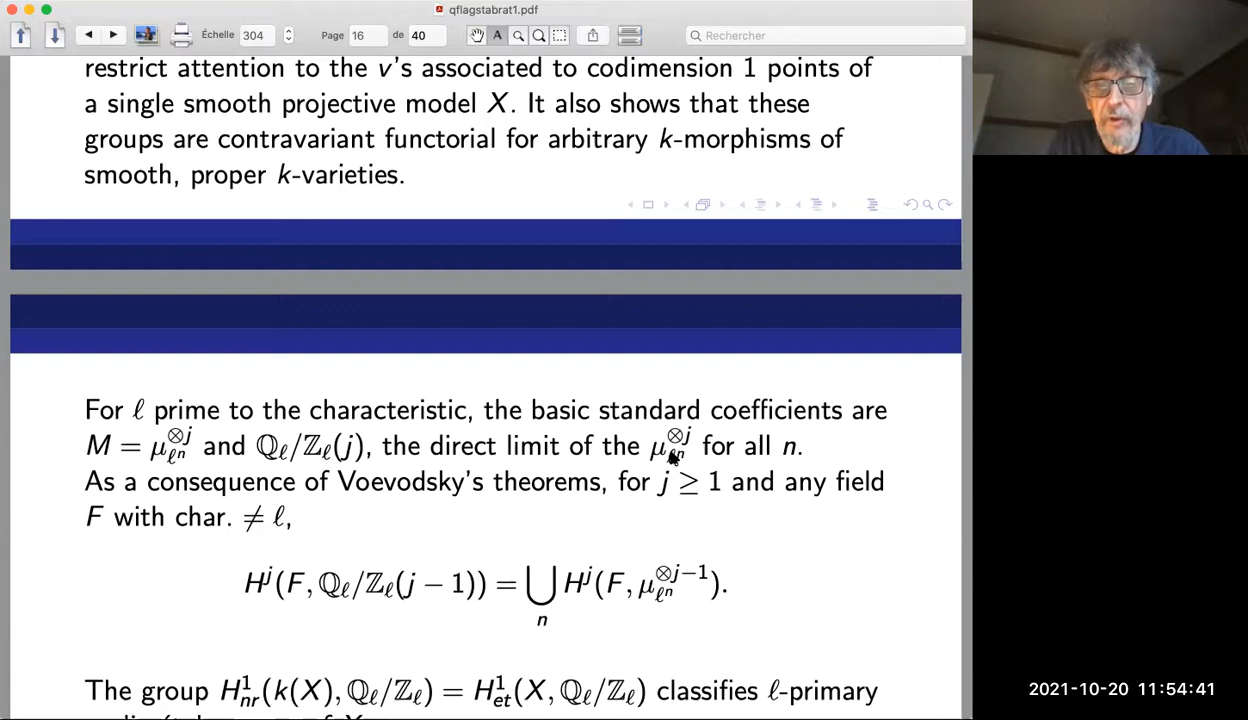 qflagstabrat1.pdf
Échelle 304 Page 16 de 40 Rechercher
restrict attention to the v's associated to codimension 1 points of
a single smooth projective model X. It also shows that these
groups are contravariant functorial for arbitrary k-morphisms of
smooth, proper k-varieties.
For ℓ prime to the characteristic, the basic standard coefficients are
M = μ_{ℓ^n}^{⊗j} and ℚ_ℓ/ℤ_ℓ(j), the direct limit of the μ_{ℓ^n}^{⊗j} for all n.
As a consequence of Voevodsky's theorems, for j ≥ 1 and any field
F with char. ≠ ℓ,
H^j(F, ℚ_ℓ/ℤ_ℓ(j − 1)) = ⋃_n H^j(F, μ_{ℓ^n}^{⊗j−1}).
The group H^1_{nr}(k(X), ℚ_ℓ/ℤ_ℓ) = H^1_{et}(X, ℚ_ℓ/ℤ_ℓ) classifies ℓ-primary
2021-10-20 11:54:41